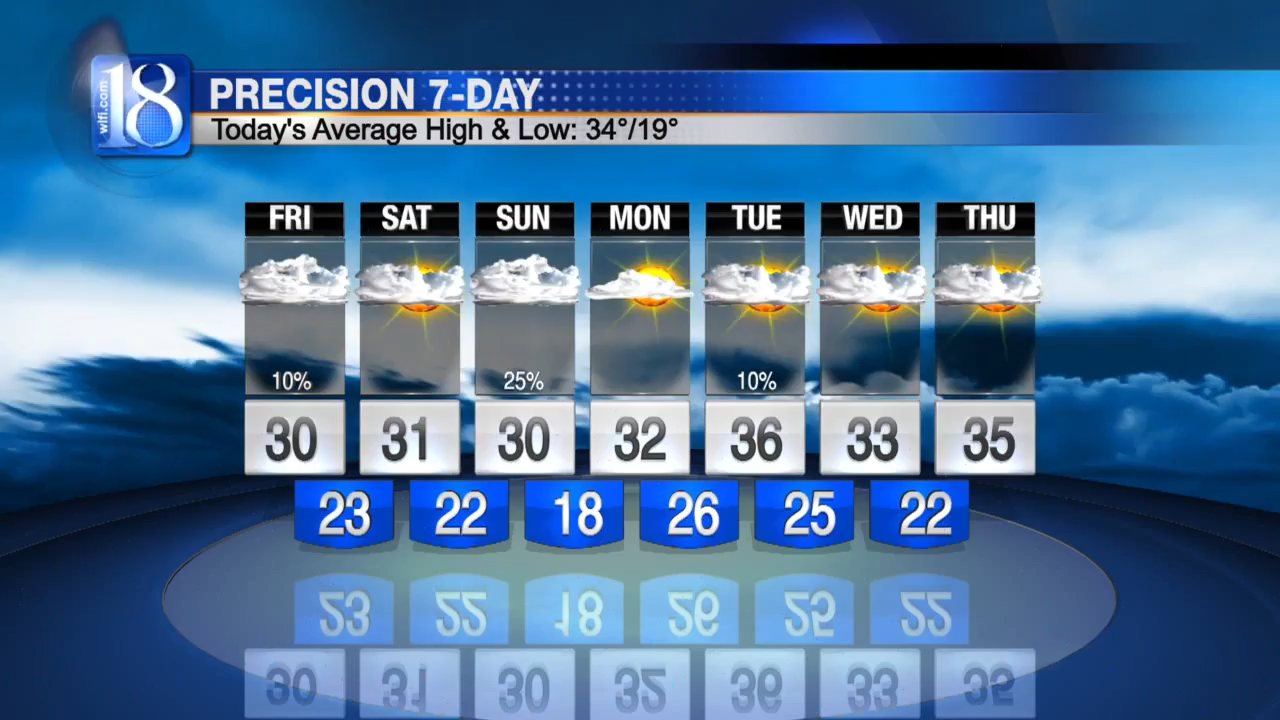 wlfi.com
18
PRECISION 7-DAY
Today's Average High & Low: 34°/19°
FRI SAT SUN MON TUE WED THU
10% 25% 10%
30 31 30 32 36 33 35
23 22 18 26 25 22